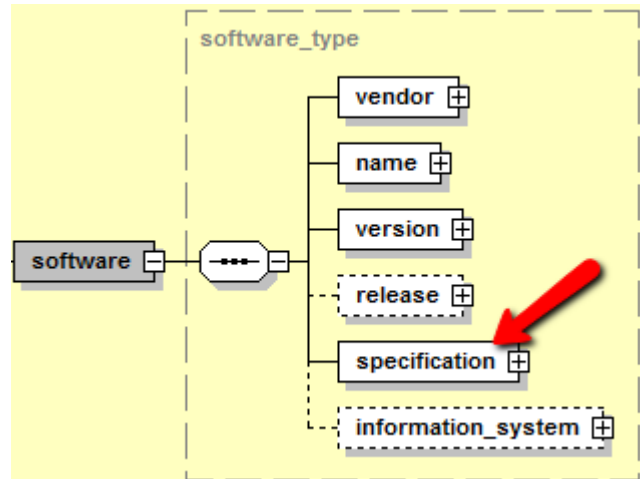 software_type
vendor
name
version
software
release
specification
information_system